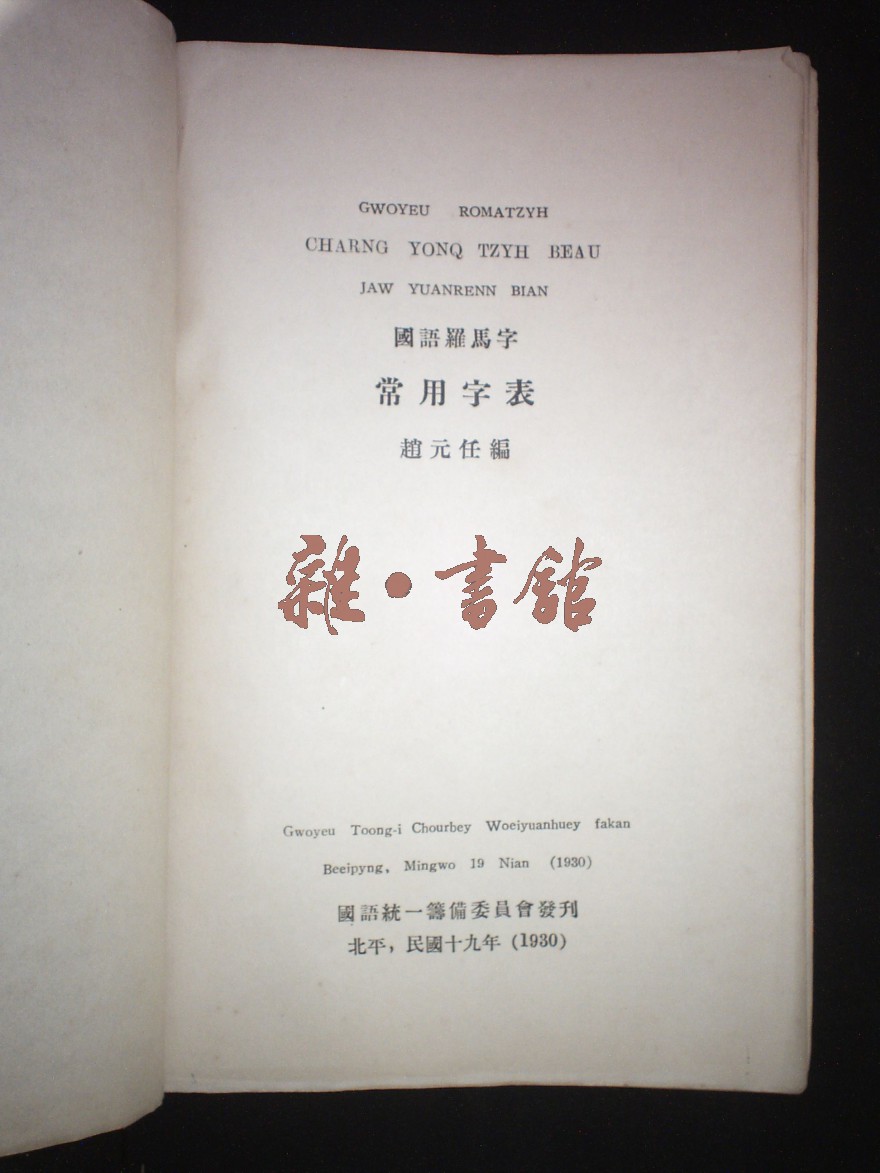 GWOYEU ROMATZYH
CHARNG YONQ TZYH BEAU
JAW YUANRENN BIAN
國語羅馬字
常用字表
趙元任編
雜•書館
Gwoyeu Toong-i Chourbey Woeiyuanhuey fakan
Beeipyng, Mingwo 19 Nian (1930)
國語統一籌備委員會發刊
北平，民國十九年 (1930)